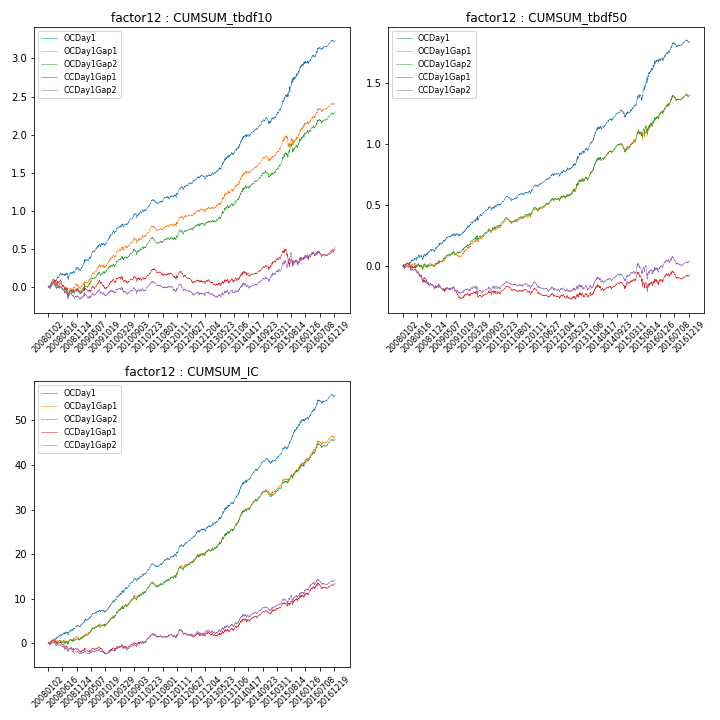 factor12 : CUMSUM_tbdf10
OCDay1
OCDay1Gap1
OCDay1Gap2
CCDay1Gap1
CCDay1Gap2
3.0
2.5
2.0
1.5
1.0
0.5
0.0
20080102 20080616 20081124 20090507 20091019 20100329 20100903 20110223 20110801 20120111 20120627 20121204 20130523 20131106 20140417 20140923 20150311 20150814 20160126 20160708 20161219
factor12 : CUMSUM_tbdf50
OCDay1
OCDay1Gap1
OCDay1Gap2
CCDay1Gap1
CCDay1Gap2
1.5
1.0
0.5
0.0
20080102 20080616 20081124 20090507 20091019 20100329 20100903 20110223 20110801 20120111 20120627 20121204 20130523 20131106 20140417 20140923 20150311 20150814 20160126 20160708 20161219
factor12 : CUMSUM_IC
OCDay1
OCDay1Gap1
OCDay1Gap2
CCDay1Gap1
CCDay1Gap2
50
40
30
20
10
0
20080102 20080616 20081124 20090507 20091019 20100329 20100903 20110223 20110801 20120111 20120627 20121204 20130523 20131106 20140417 20140923 20150311 20150814 20160126 20160708 20161219